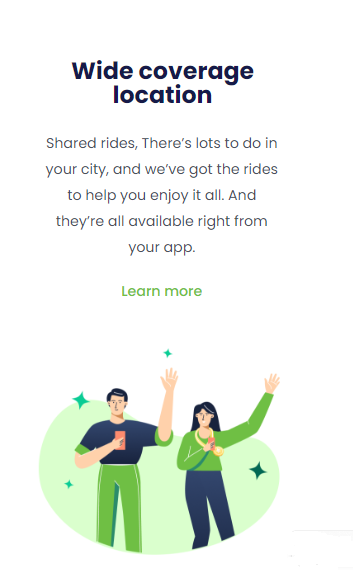 Wide coverage
location
Shared rides, There's lots to do in
your city, and we've got the rides
to help you enjoy it all. And
they're all available right from
your app.
Learn more